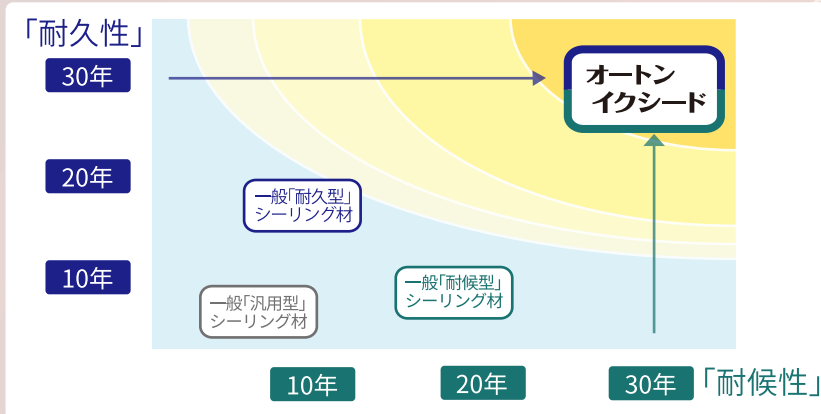 「耐久性」
30年
オートン
イクシード
20年
一般「耐久型」
シーリング材
10年
一般「汎用型」
シーリング材
一般「耐候型」
シーリング材
10年
20年
30年
「耐候性」